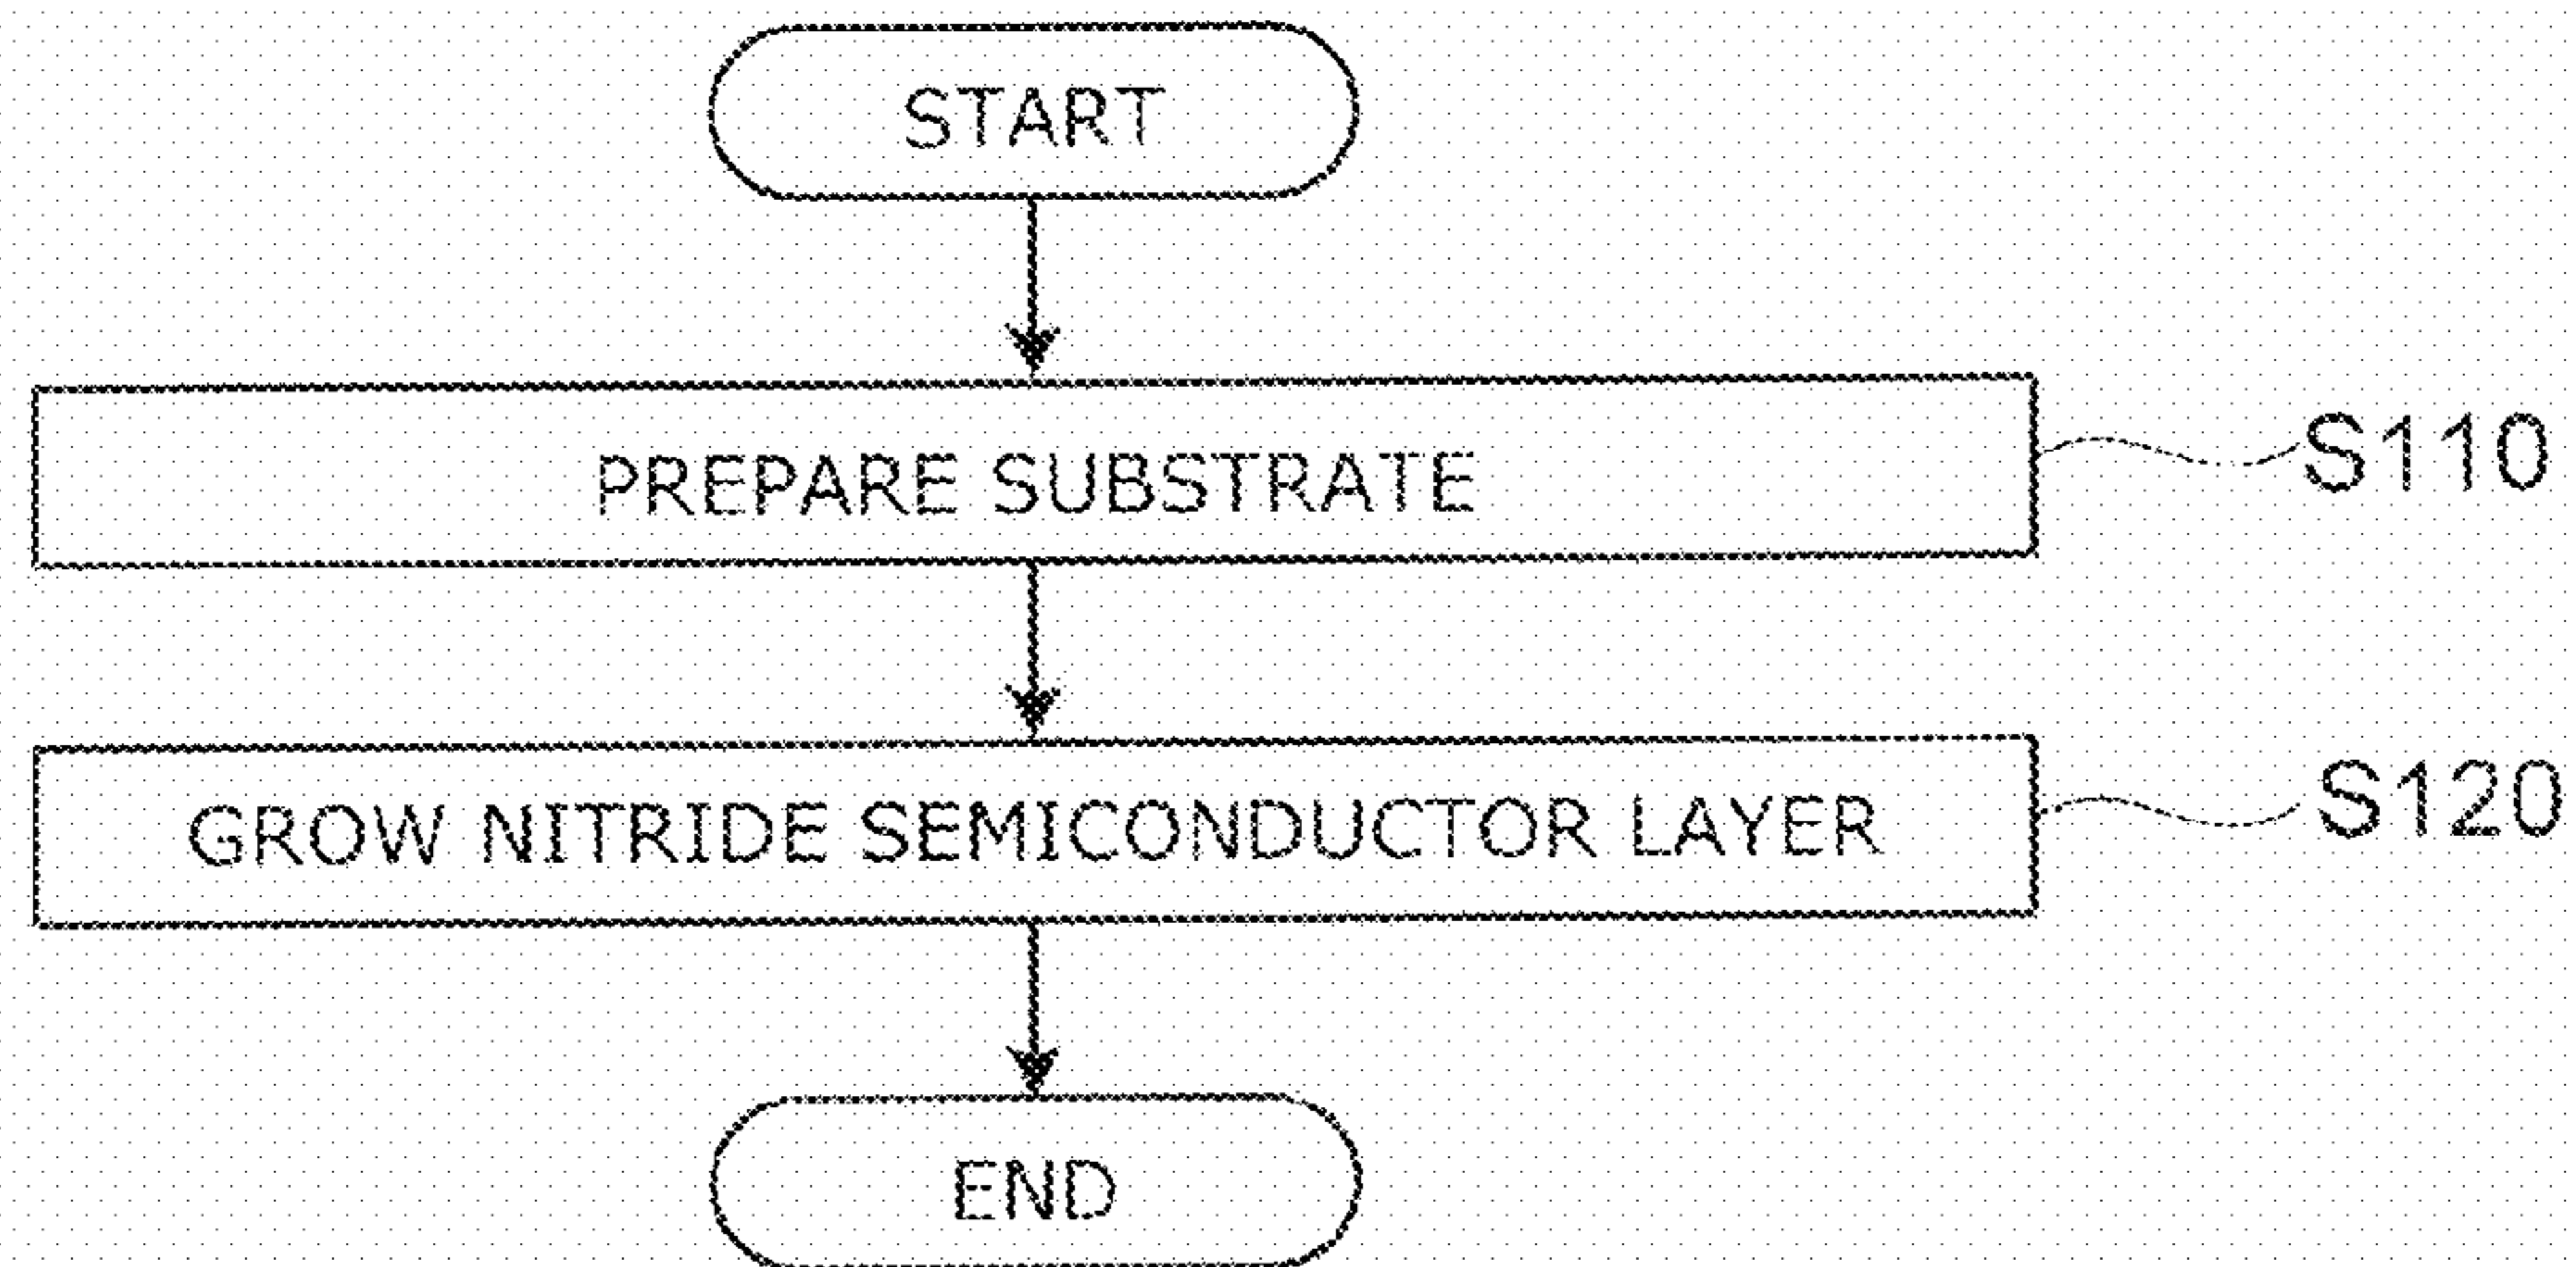 START
PREPARE SUBSTRATE
S110
GROW NITRIDE SEMICONDUCTOR LAYER
S120
END